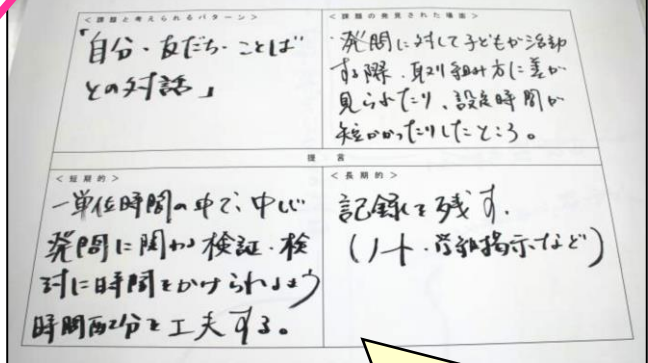 <課題と考えられるパターン>
「自分・友だち・ことば
との対話」
<課題の発見された場面>
・発問に対して子どもが活動
する際、取り組み方に差が
見られたり、設定時間が
短かかったりしたところ。
提言
<短期的>
一単位時間の中で、中心
発問に関わる検証・検
討に時間をかけられるよう
時間配分を工夫する。
<長期的>
記録を残す。
(ノート・学級掲示など)